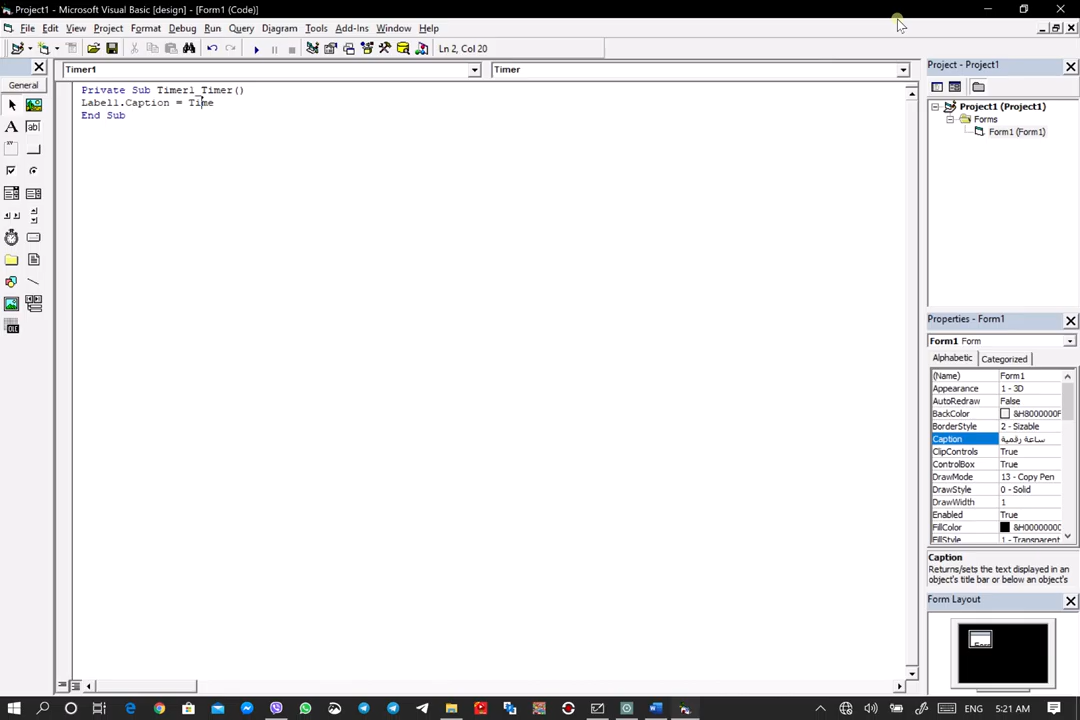 Project1 - Microsoft Visual Basic [design] - [Form1 (Code)]
File Edit View Project Format Debug Run Query Diagram Tools Add-Ins Window Help
Ln 2, Col 20
General
Timer1
Timer
Private Sub Timer1_Timer()
Label1.Caption = Time
End Sub
Project - Project1
Project1 (Project1)
Forms
Form1 (Form1)
Properties - Form1
Form1 Form
Alphabetic Categorized
(Name) Form1
Appearance 1 - 3D
AutoRedraw False
BackColor &H8000000F
BorderStyle 2 - Sizable
Caption ساعة رقمية
ClipControls True
ControlBox True
DrawMode 13 - Copy Pen
DrawStyle 0 - Solid
DrawWidth 1
Enabled True
FillColor &H00000000
FillStyle 1 - Transparent
Caption
Returns/sets the text displayed in an
object's title bar or below an object's
Form Layout
ENG 5:21 AM